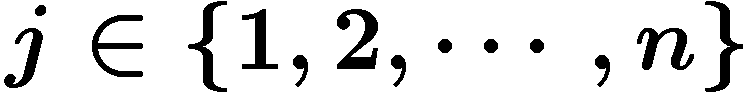 j ∈ {1, 2, ⋯ , n}